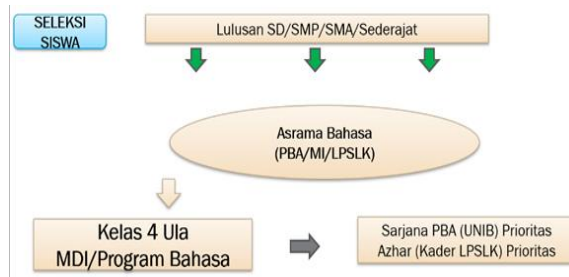 SELEKSI
SISWA
Lulusan SD/SMP/SMA/Sederajat
Asrama Bahasa
(PBA/MI/LPSLK)
Kelas 4 Ula
MDI/Program Bahasa
Sarjana PBA (UNIB) Prioritas
Azhar (Kader LPSLK) Prioritas